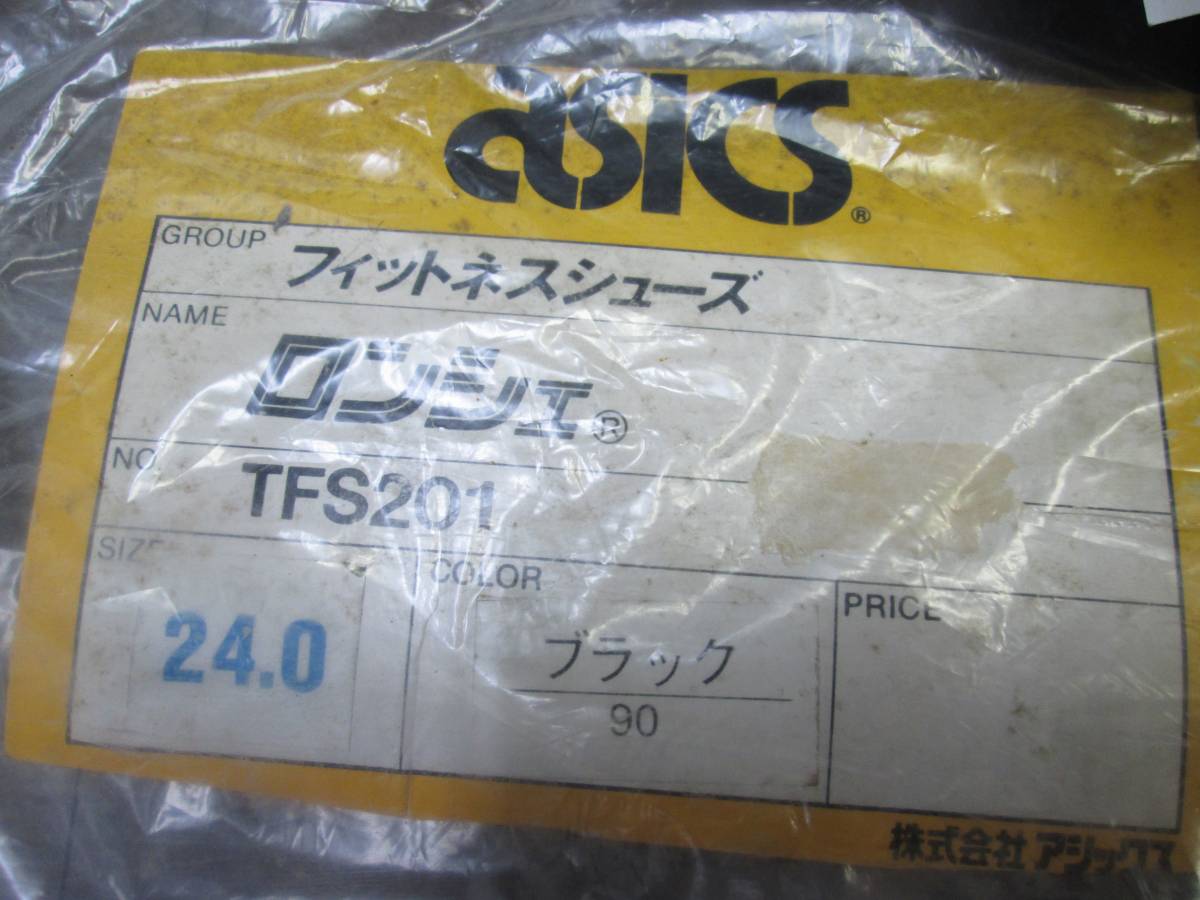 asics®
GROUP フィットネスシューズ
NAME
ロンシェ®
NO. TFS201
SIZE
24.0
COLOR
ブラック
90
PRICE
株式会社 アシックス